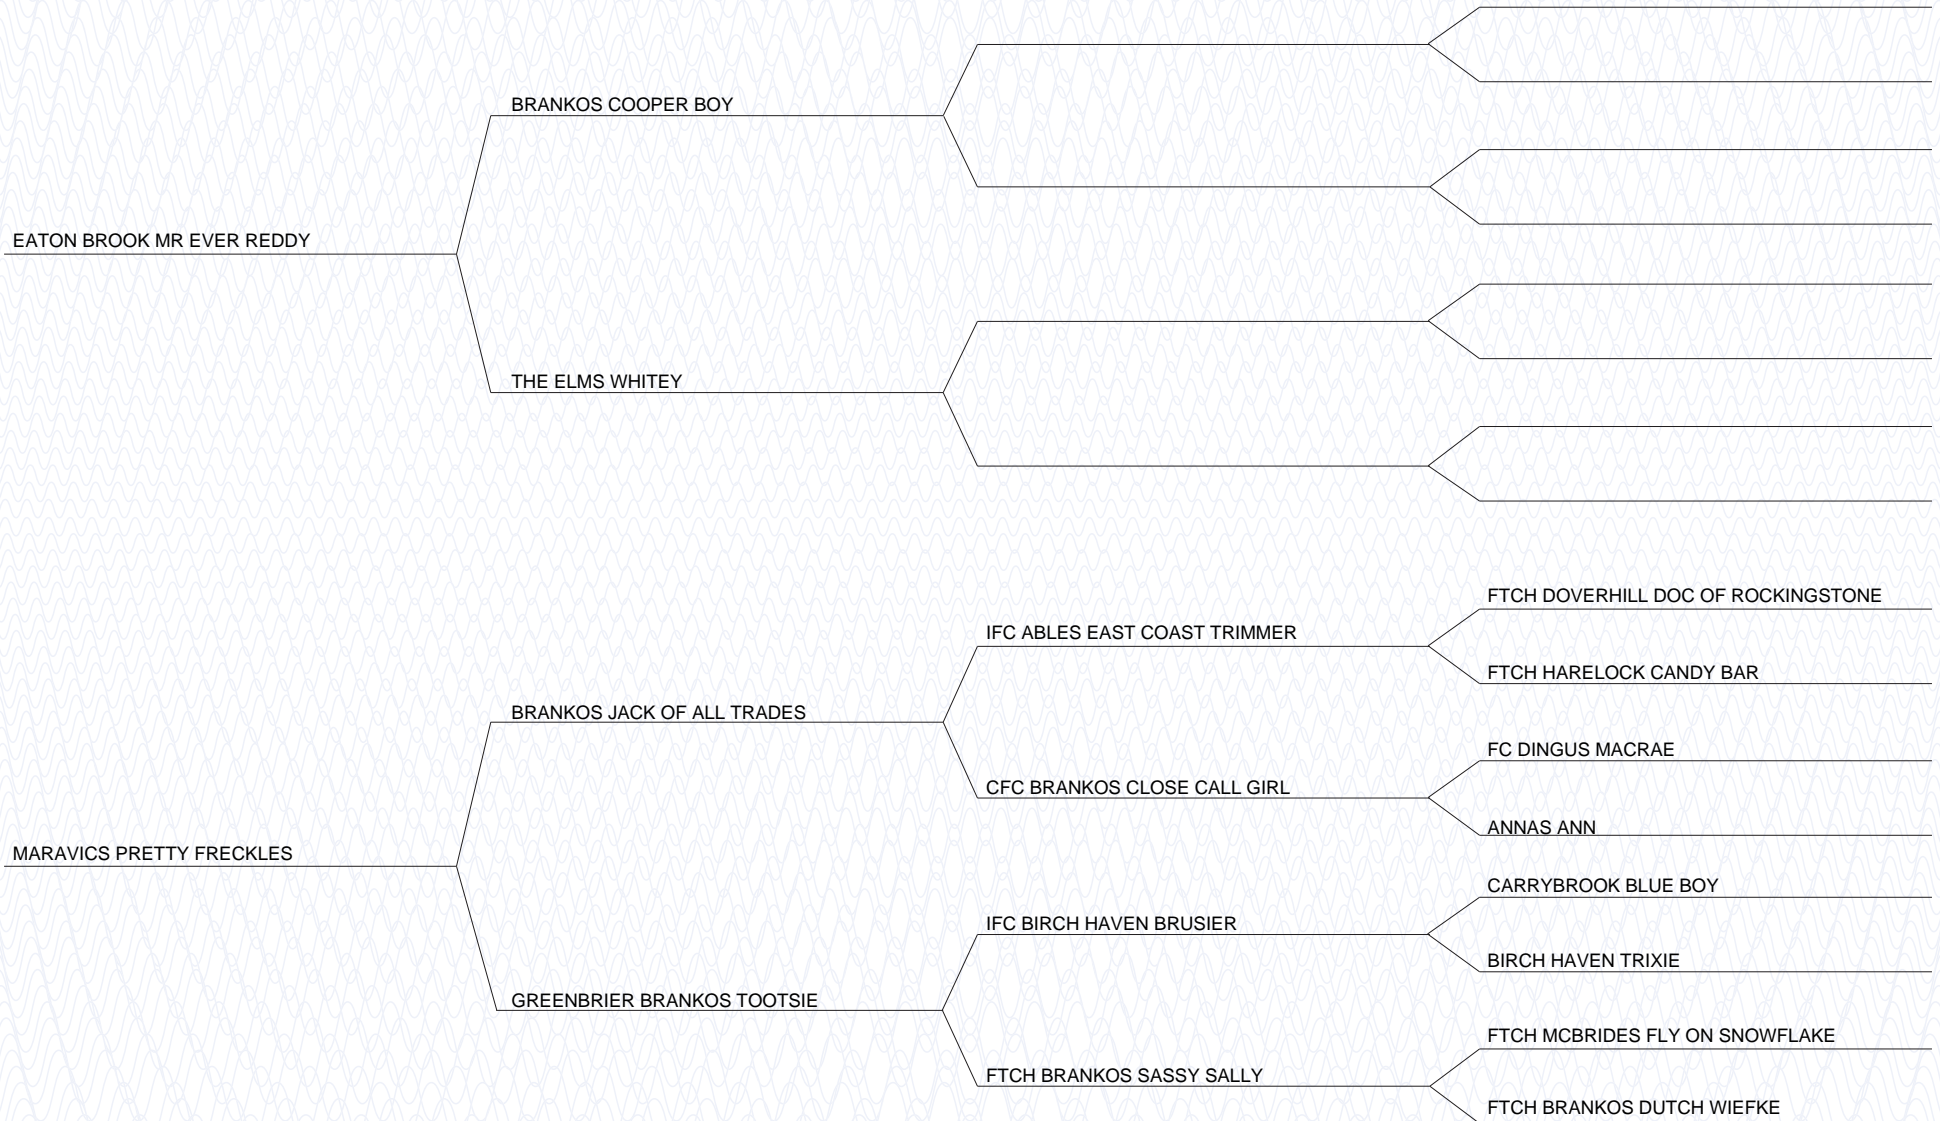 BRANKOS COOPER BOY
EATON BROOK MR EVER REDDY
THE ELMS WHITEY
FTCH DOVERHILL DOC OF ROCKINGSTONE
IFC ABLES EAST COAST TRIMMER
FTCH HARELOCK CANDY BAR
BRANKOS JACK OF ALL TRADES
FC DINGUS MACRAE
CFC BRANKOS CLOSE CALL GIRL
ANNAS ANN
MARAVICS PRETTY FRECKLES
CARRYBROOK BLUE BOY
IFC BIRCH HAVEN BRUSIER
BIRCH HAVEN TRIXIE
GREENBRIER BRANKOS TOOTSIE
FTCH MCBRIDES FLY ON SNOWFLAKE
FTCH BRANKOS SASSY SALLY
FTCH BRANKOS DUTCH WIEFKE